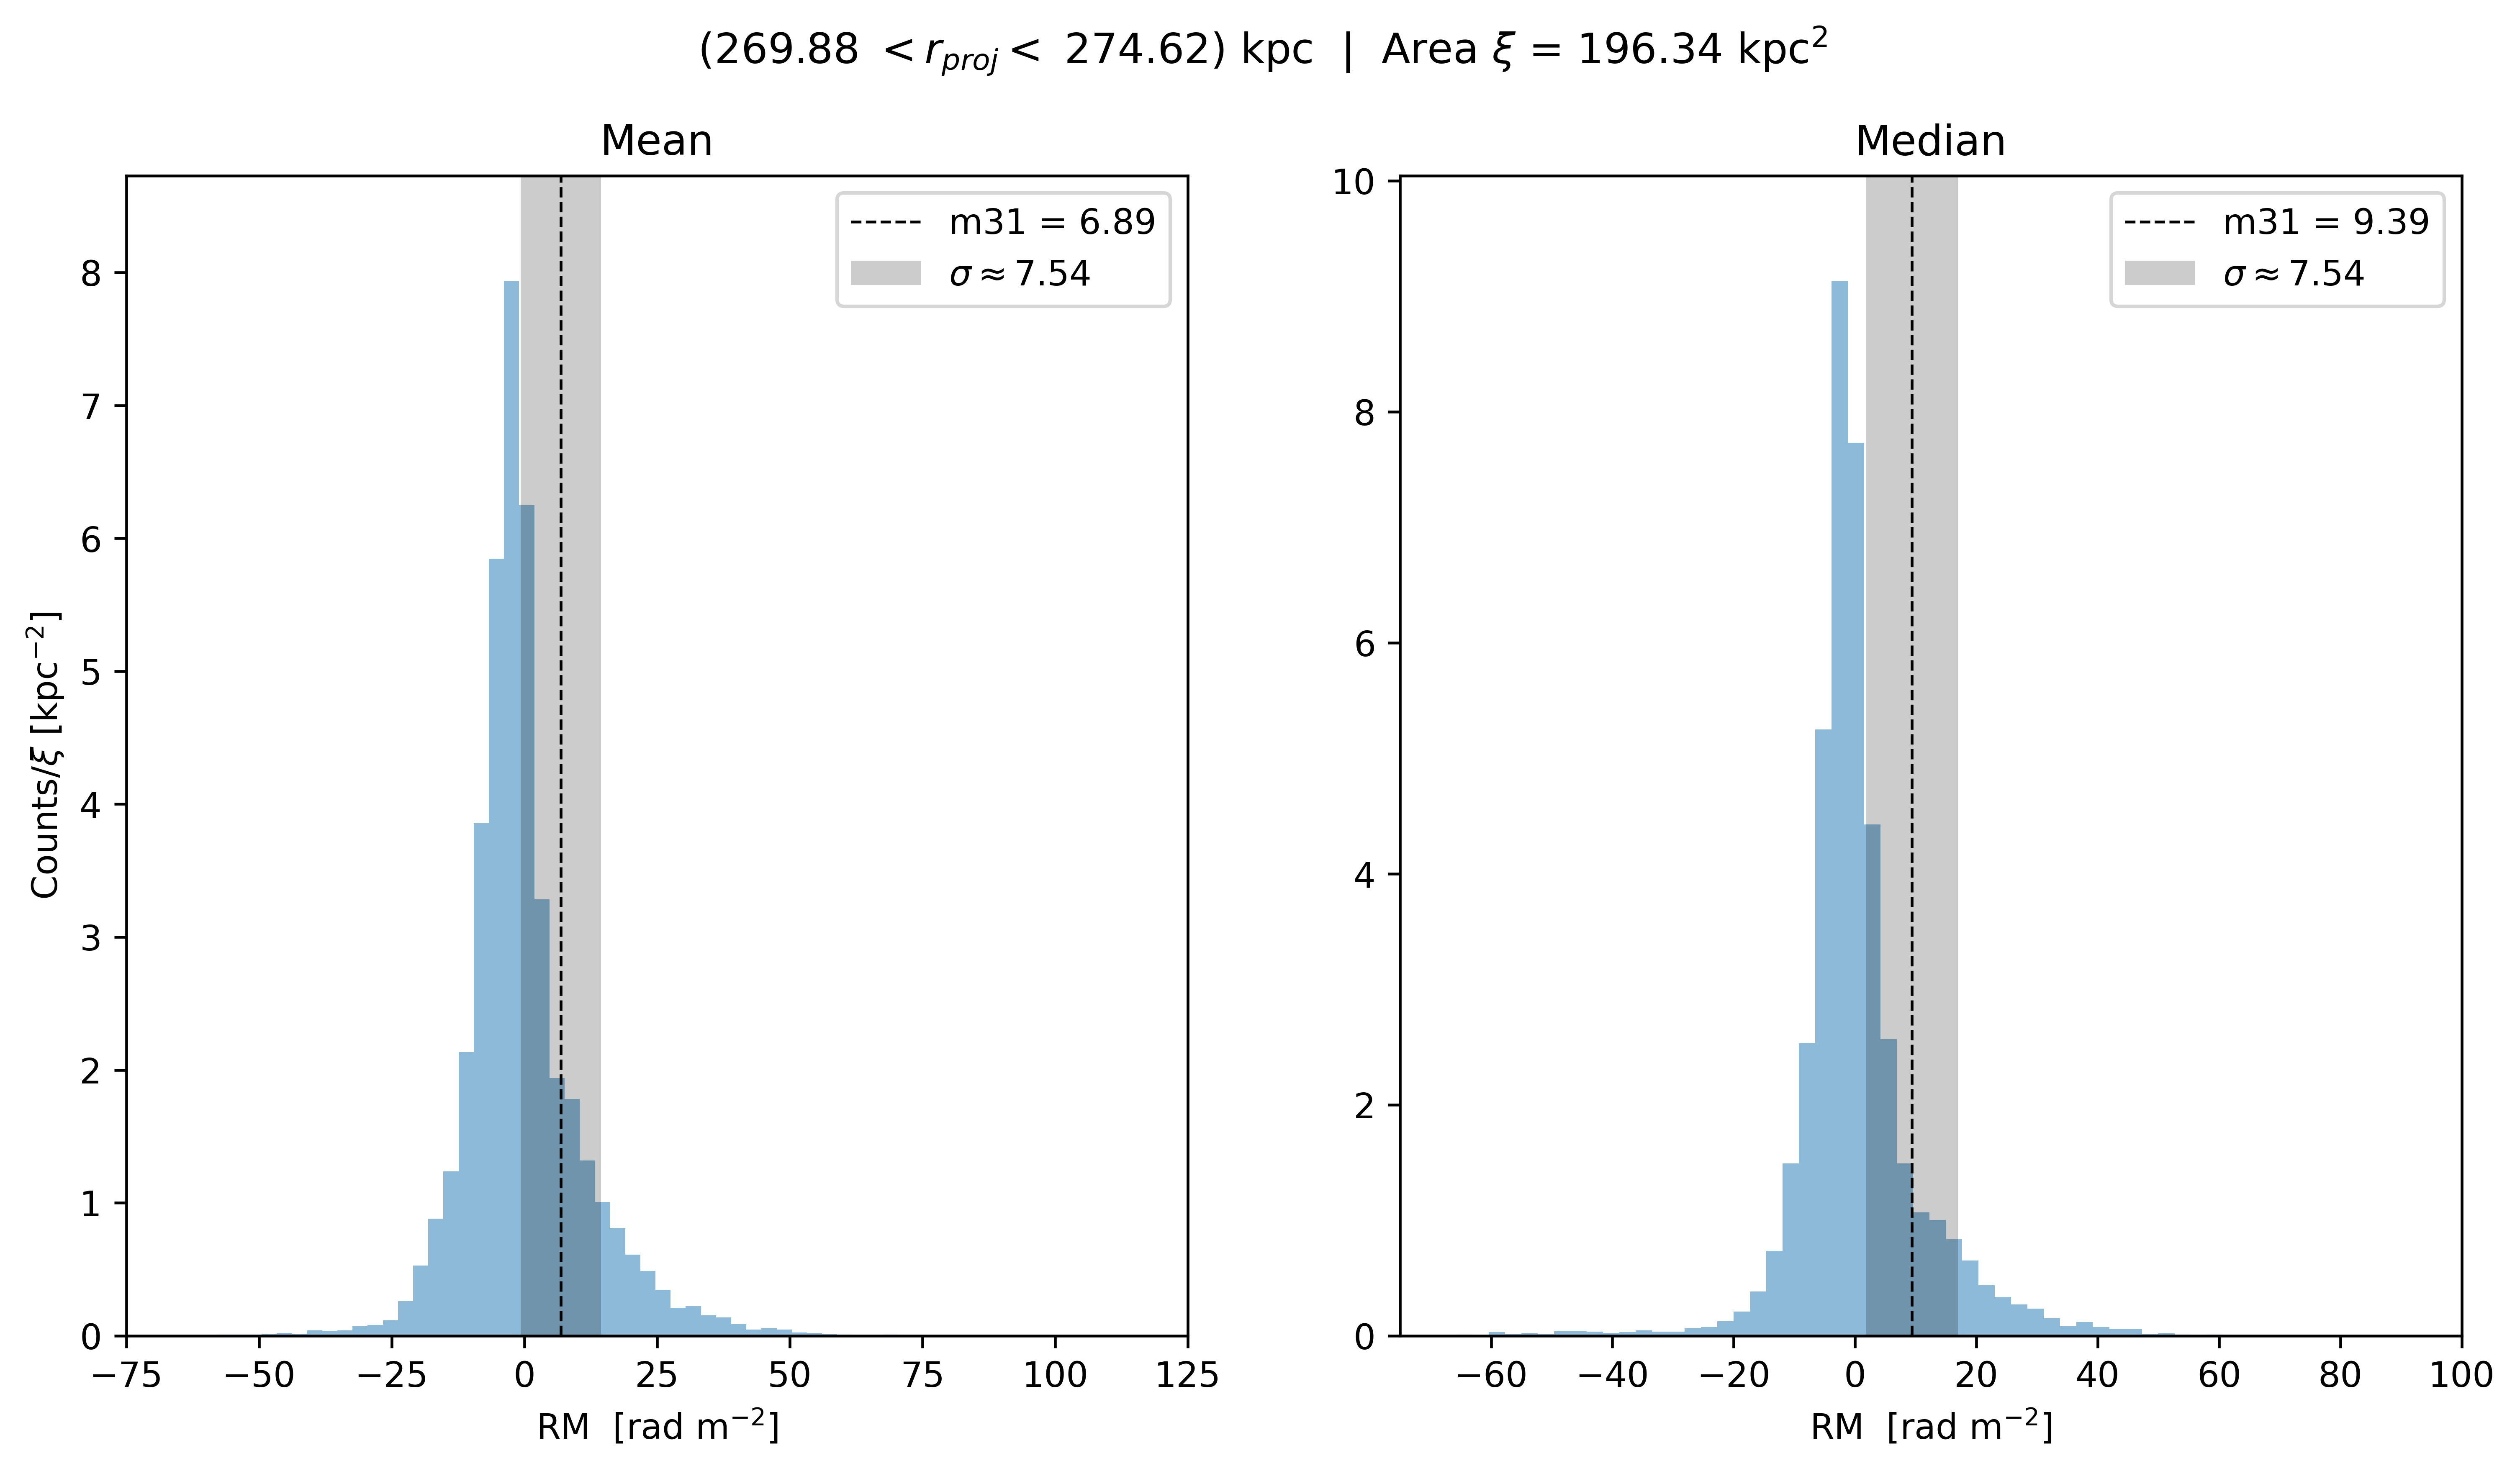 (269.88 < r_proj < 274.62) kpc | Area ξ = 196.34 kpc²
Mean
m31 = 6.89
σ ≈ 7.54
8
7
6
5
4
3
2
1
0
Counts/ξ [kpc⁻²]
−75 −50 −25 0 25 50 75 100 125
RM [rad m⁻²]
Median
m31 = 9.39
σ ≈ 7.54
10
8
6
4
2
0
−60 −40 −20 0 20 40 60 80 100
RM [rad m⁻²]